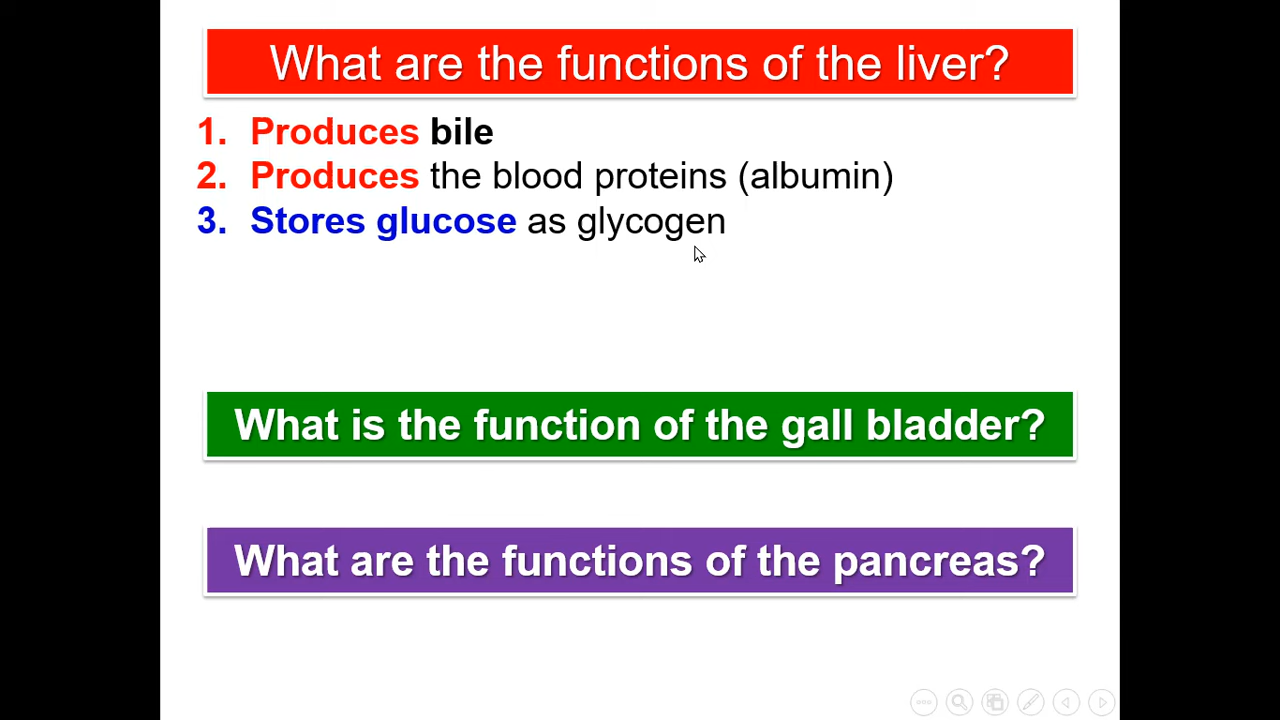 What are the functions of the liver?
1. Produces bile
2. Produces the blood proteins (albumin)
3. Stores glucose as glycogen
What is the function of the gall bladder?
What are the functions of the pancreas?